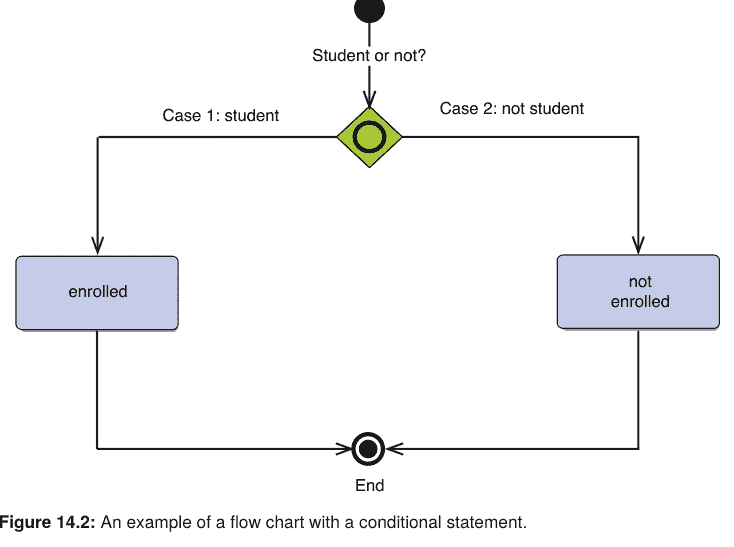 Student or not?
Case 1: student
Case 2: not student
enrolled
not
enrolled
End
Figure 14.2: An example of a flow chart with a conditional statement.